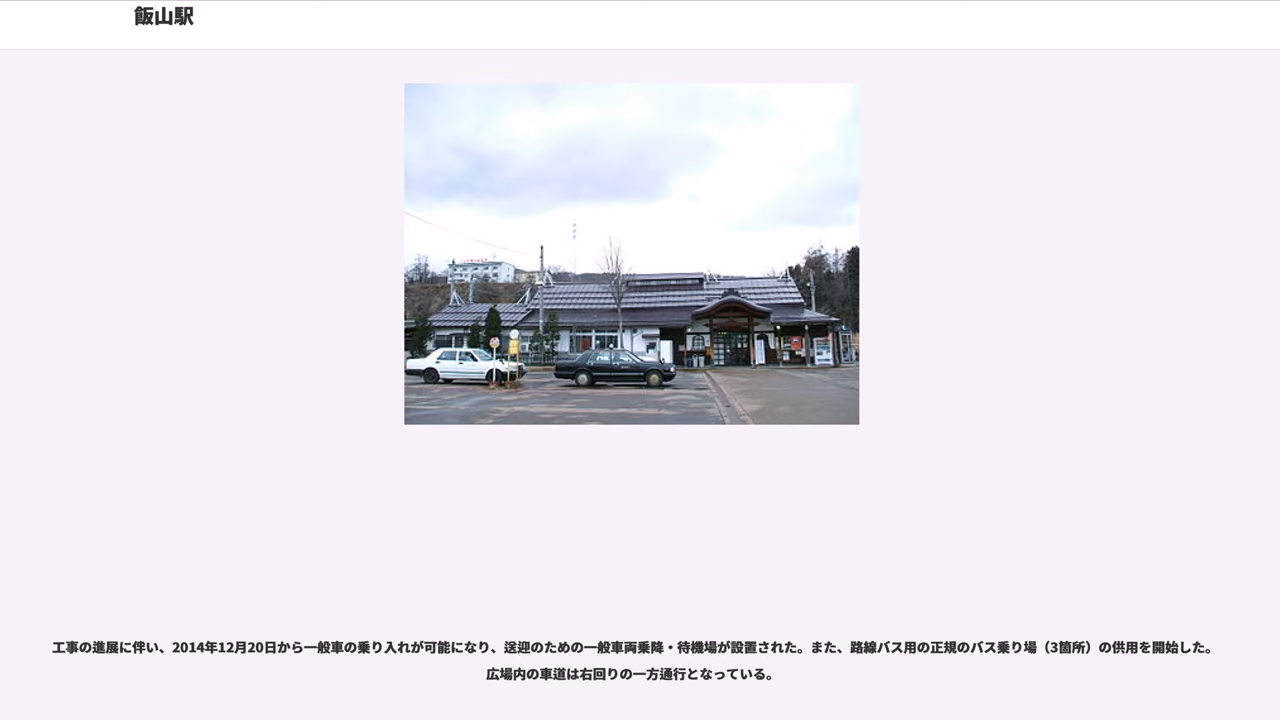 飯山駅
工事の進展に伴い、2014年12月20日から一般車の乗り入れが可能になり、送迎のための一般車両乗降・待機場が設置された。また、路線バス用の正規のバス乗り場（3箇所）の供用を開始した。
広場内の車道は右回りの一方通行となっている。